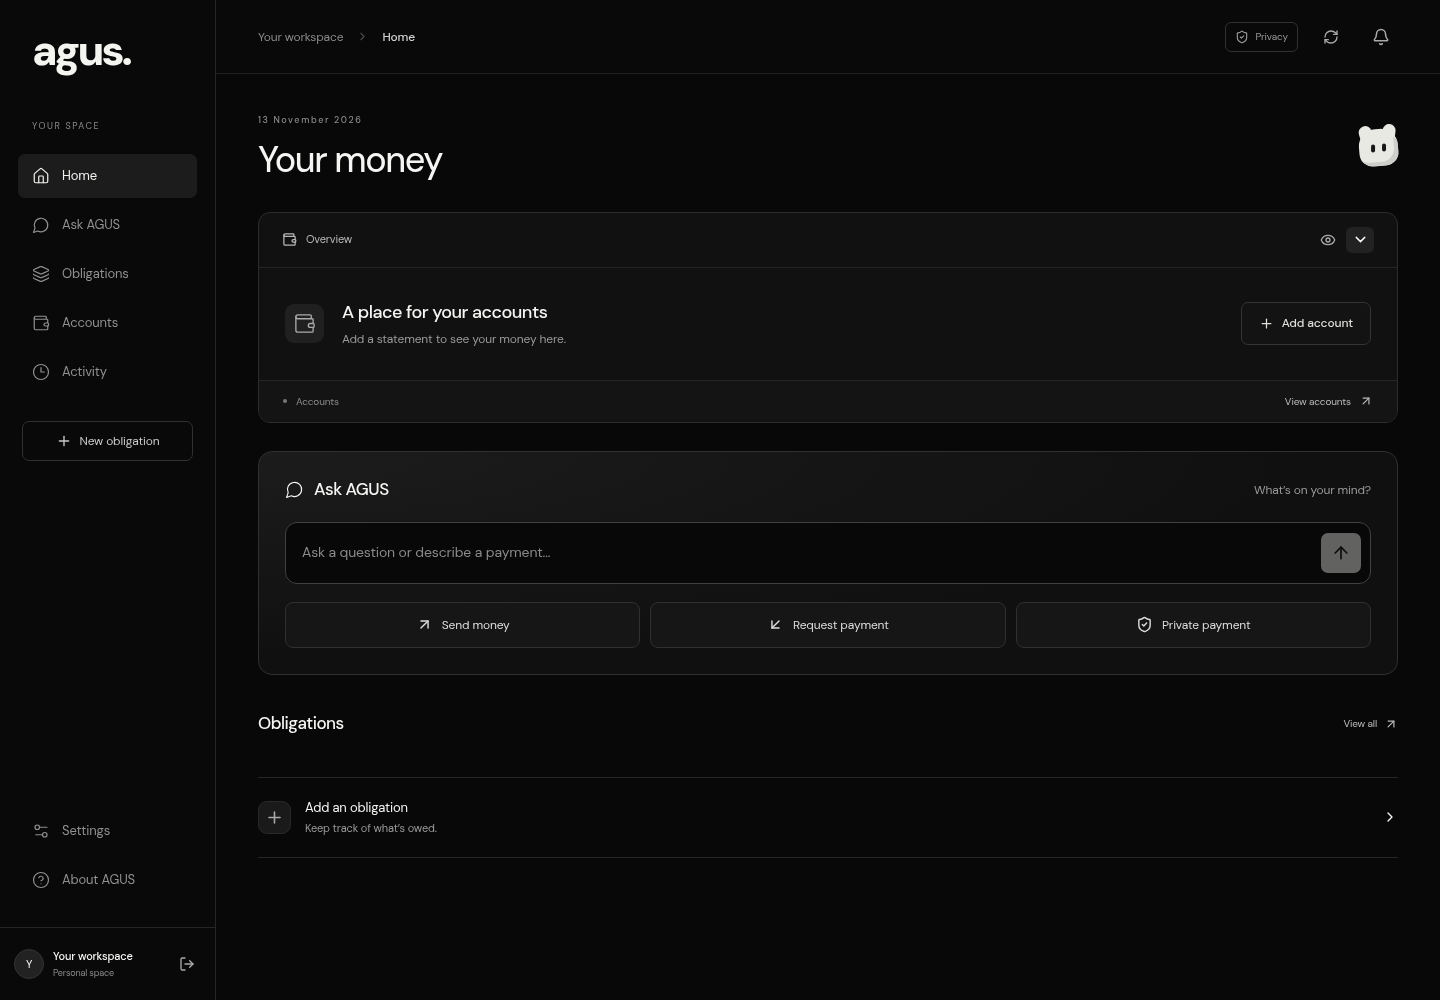 agus.
YOUR SPACE
Home
Ask AGUS
Obligations
Accounts
Activity
New obligation
Settings
About AGUS
Y
Your workspace
Personal space
Your workspace
Home
Privacy
13 November 2026
Your money
Overview
A place for your accounts
Add a statement to see your money here.
Add account
Accounts
View accounts
Ask AGUS
What's on your mind?
Ask a question or describe a payment...
Send money
Request payment
Private payment
Obligations
View all
Add an obligation
Keep track of what's owed.